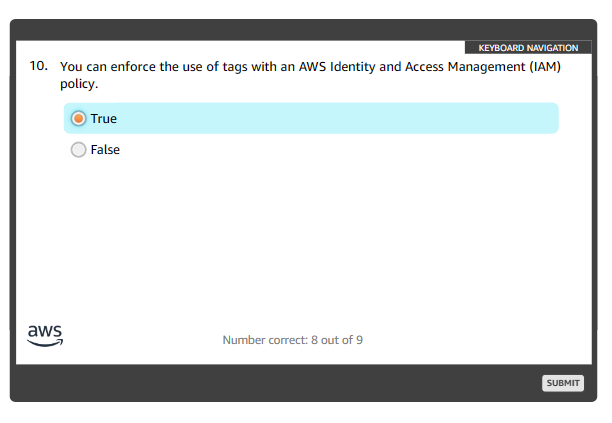 KEYBOARD NAVIGATION
10. You can enforce the use of tags with an AWS Identity and Access Management (IAM)
policy.
True
False
aws
Number correct: 8 out of 9
SUBMIT